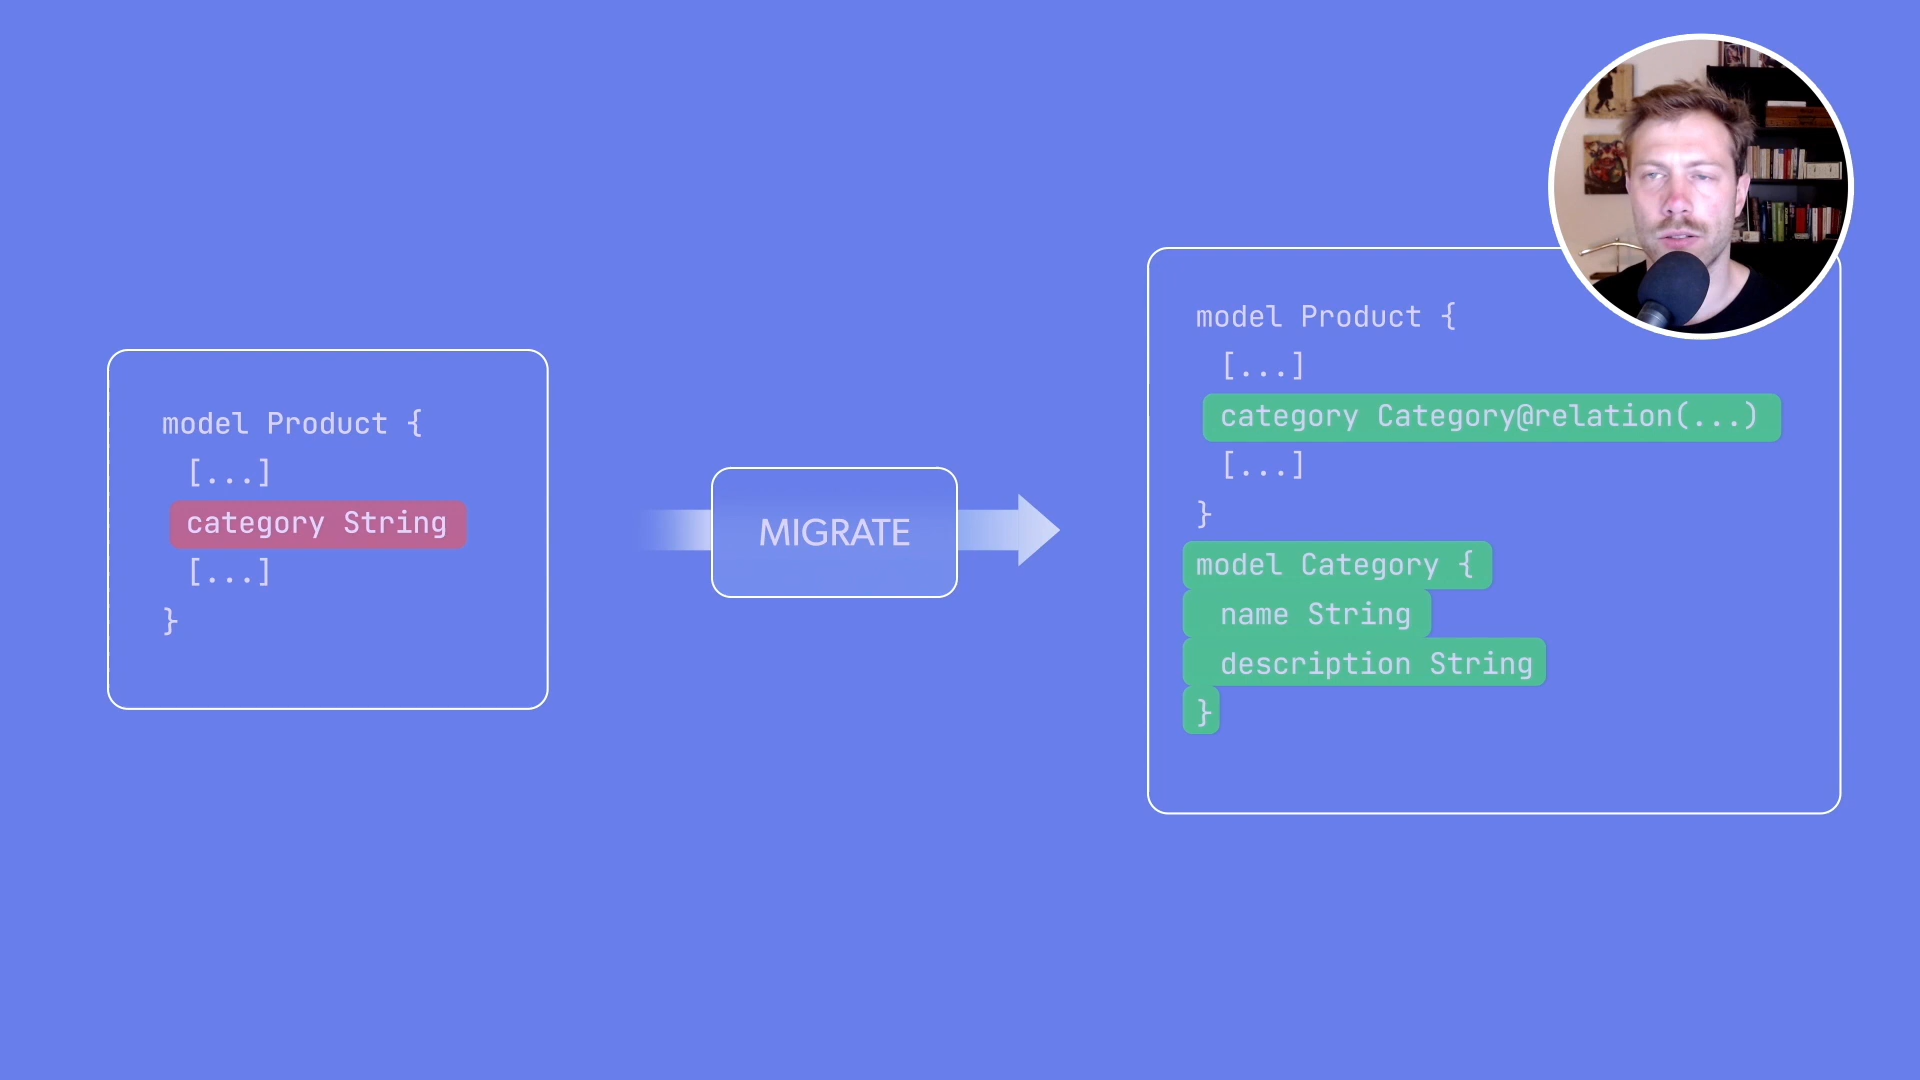 model Product {
[...]
category String
[...]
}
MIGRATE
model Product {
[...]
category Category@relation(...)
[...]
}
model Category {
name String
description String
}